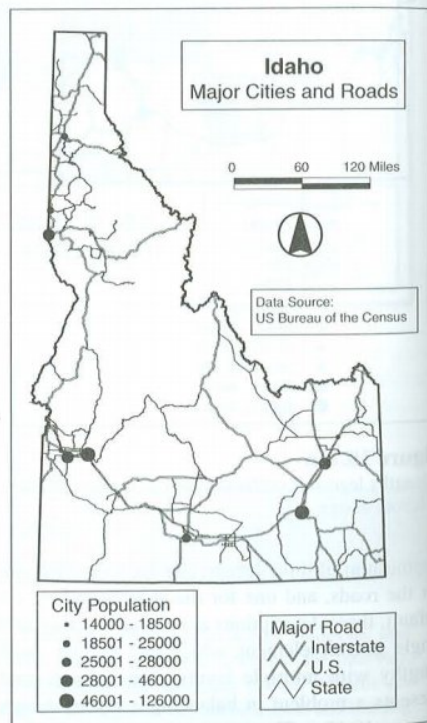 Idaho
Major Cities and Roads
0 60 120 Miles
Data Source:
US Bureau of the Census
City Population
14000 - 18500
18501 - 25000
25001 - 28000
28001 - 46000
46001 - 126000
Major Road
Interstate
U.S.
State